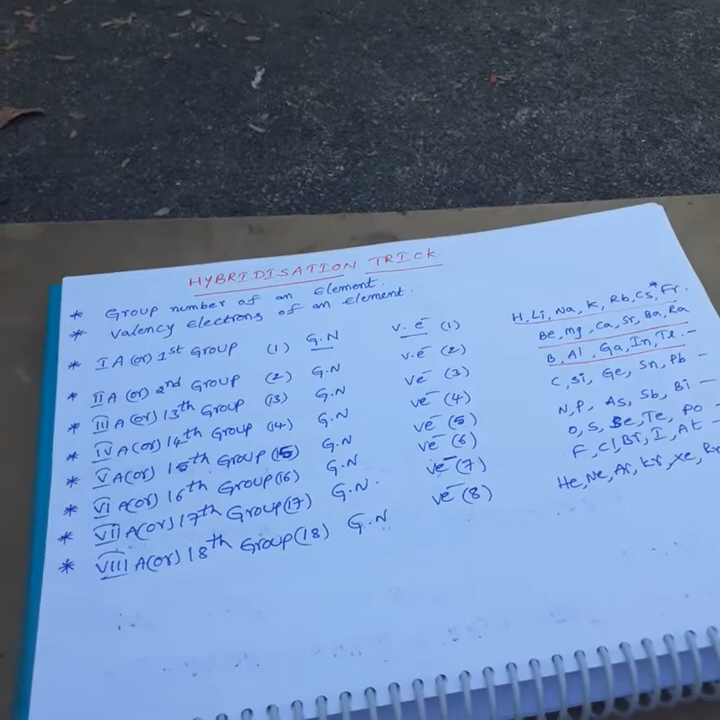 HYBRIDISATION TRICK
* Group number of an Element.
* Valency electrons of an element.
* IA (or) 1st Group (1) G.N v.e⁻ (1) H, Li, Na, K, Rb, Cs,* Fr.
* IIA (or) 2nd Group (2) G.N v.e⁻ (2) Be, Mg, Ca, Sr, Ba, Ra
* IIIA (or) 13th Group (13) G.N ve⁻ (3) B, Al, Ga, In, Tl. -
* IVA (or) 14th Group (14) G.N ve⁻ (4) C, Si, Ge, Sn, Pb -
* VA (or) 15th Group (15) G.N ve⁻ (5) N, P, As, Sb, Bi -
* VI A (or) 16th Group (16) G.N ve⁻ (6) O, S, Se, Te, Po -
* VII A (or) 17th Group (17) G.N. ve⁻ (7) F, Cl, Br, I, At -
* VIII A (or) 18th Group (18) G.N ve⁻ (8) He, Ne, Ar, Kr, Xe, Rn